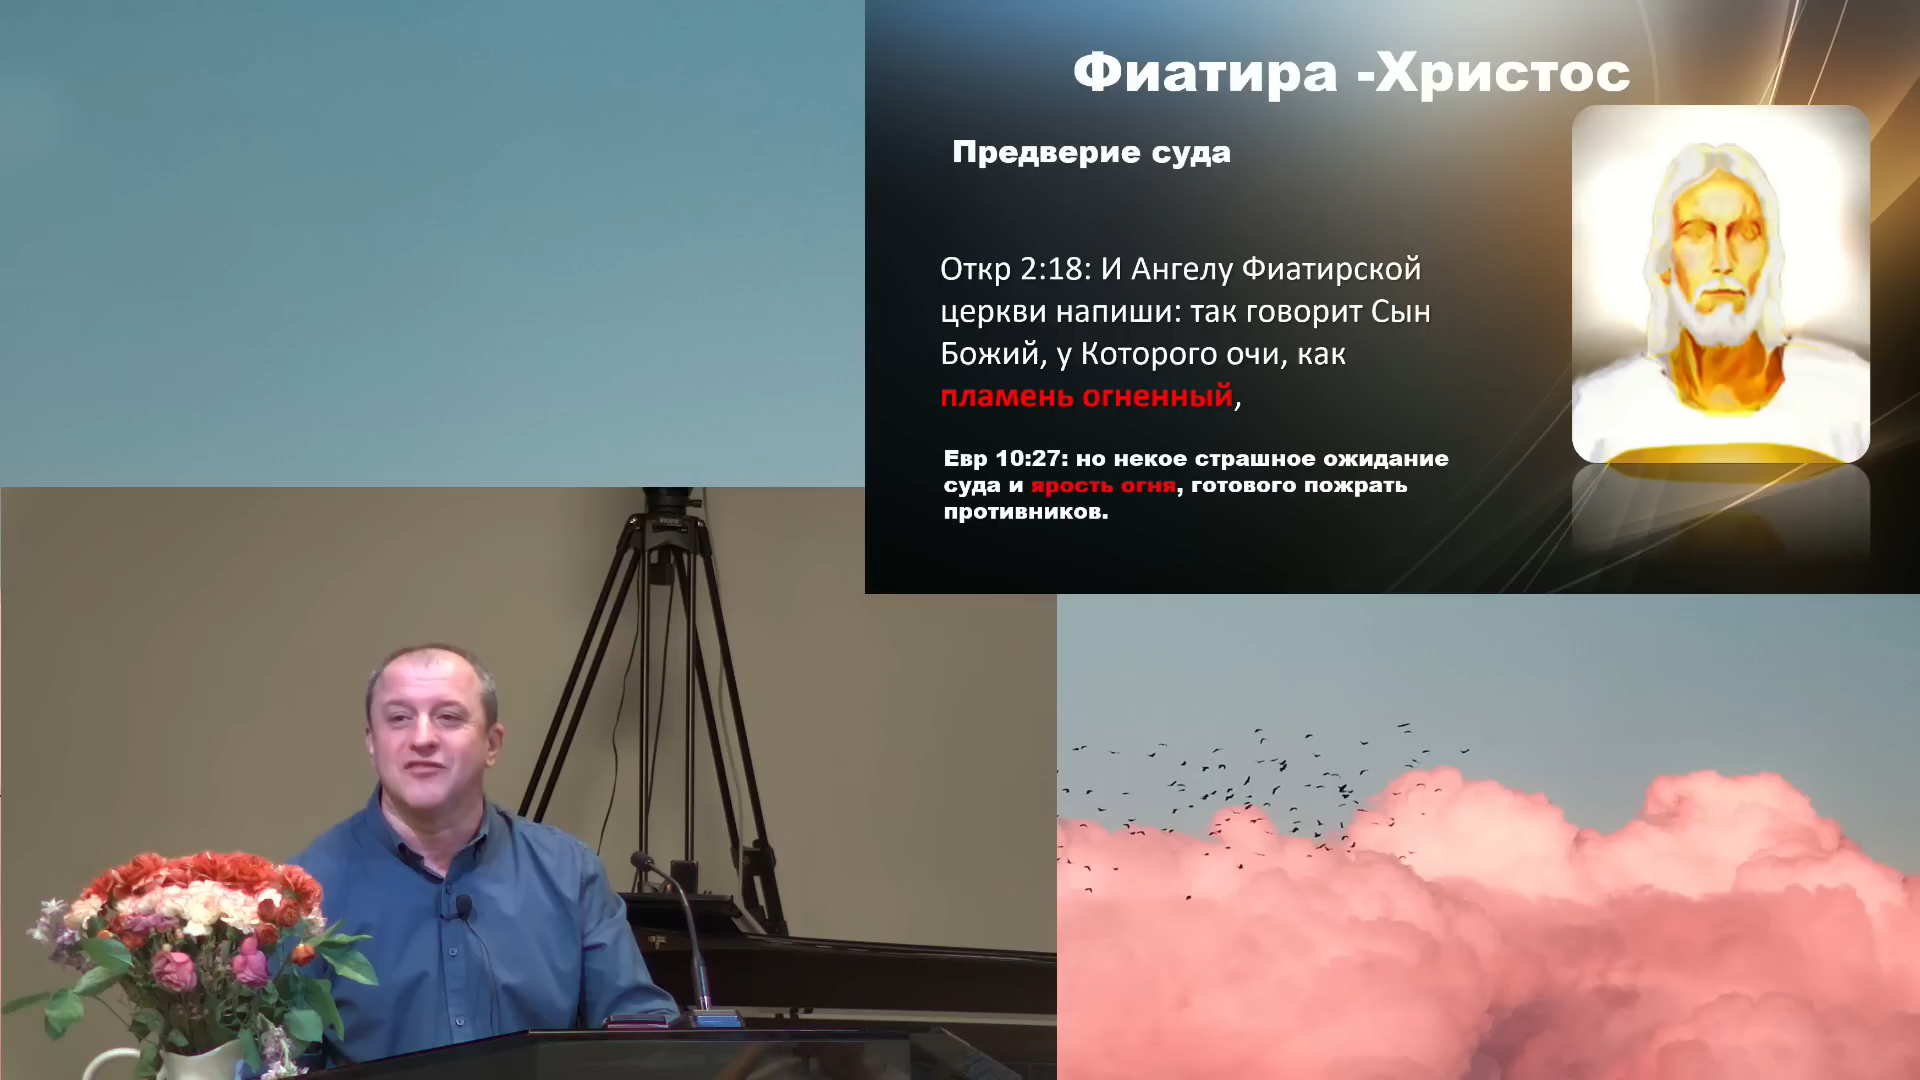 Фиатира -Христос
Предверие суда
Откр 2:18: И Ангелу Фиатирской
церкви напиши: так говорит Сын
Божий, у Которого очи, как
пламень огненный,
Евр 10:27: но некое страшное ожидание
суда и ярость огня, готового пожрать
противников.